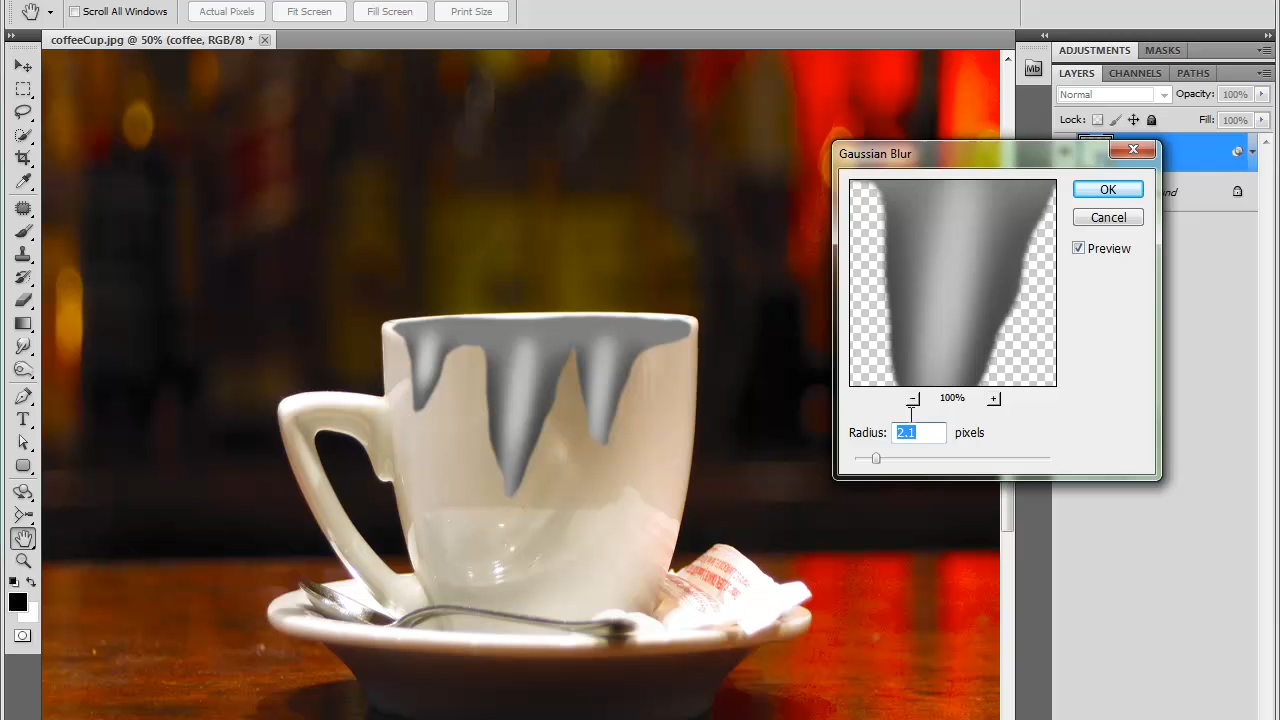 Scroll All Windows
Actual Pixels
Fit Screen
Fill Screen
Print Size
coffeeCup.jpg @ 50% (coffee, RGB/8) *
Mb
ADJUSTMENTS MASKS
LAYERS CHANNELS PATHS
Normal Opacity: 100%
Lock: Fill: 100%
Gaussian Blur
OK
Cancel
Preview
100%
Radius: 2.1 pixels
T